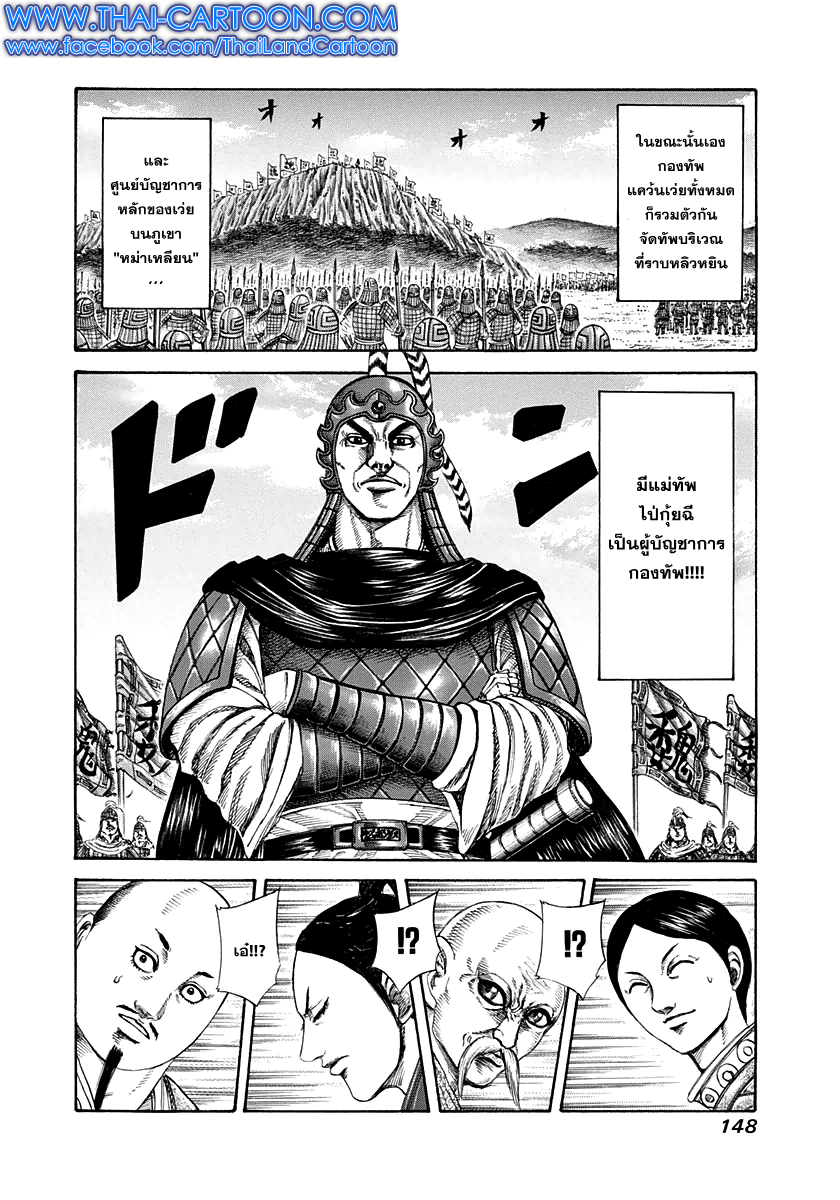 WWW.THAI-CARTOON.COM
www.facebook.com/ThaiLandCartoon
ในขณะนั้นเอง
กองทัพ
แคว้นเว่ยทั้งหมด
ก็รวมตัวกัน
จัดทัพบริเวณ
ที่ราบหลิวหยิน
และ
ศูนย์บัญชาการ
หลักของเว่ย
บนภูเขา
"หม่าเหลียน"
...
オ
オ
オ
オ
มีแม่ทัพ
ไป่กุ้ยฉี
เป็นผู้บัญชาการ
กองทัพ!!!!
ドン
魏
魏
!?
!?
เอ๋!!?
148